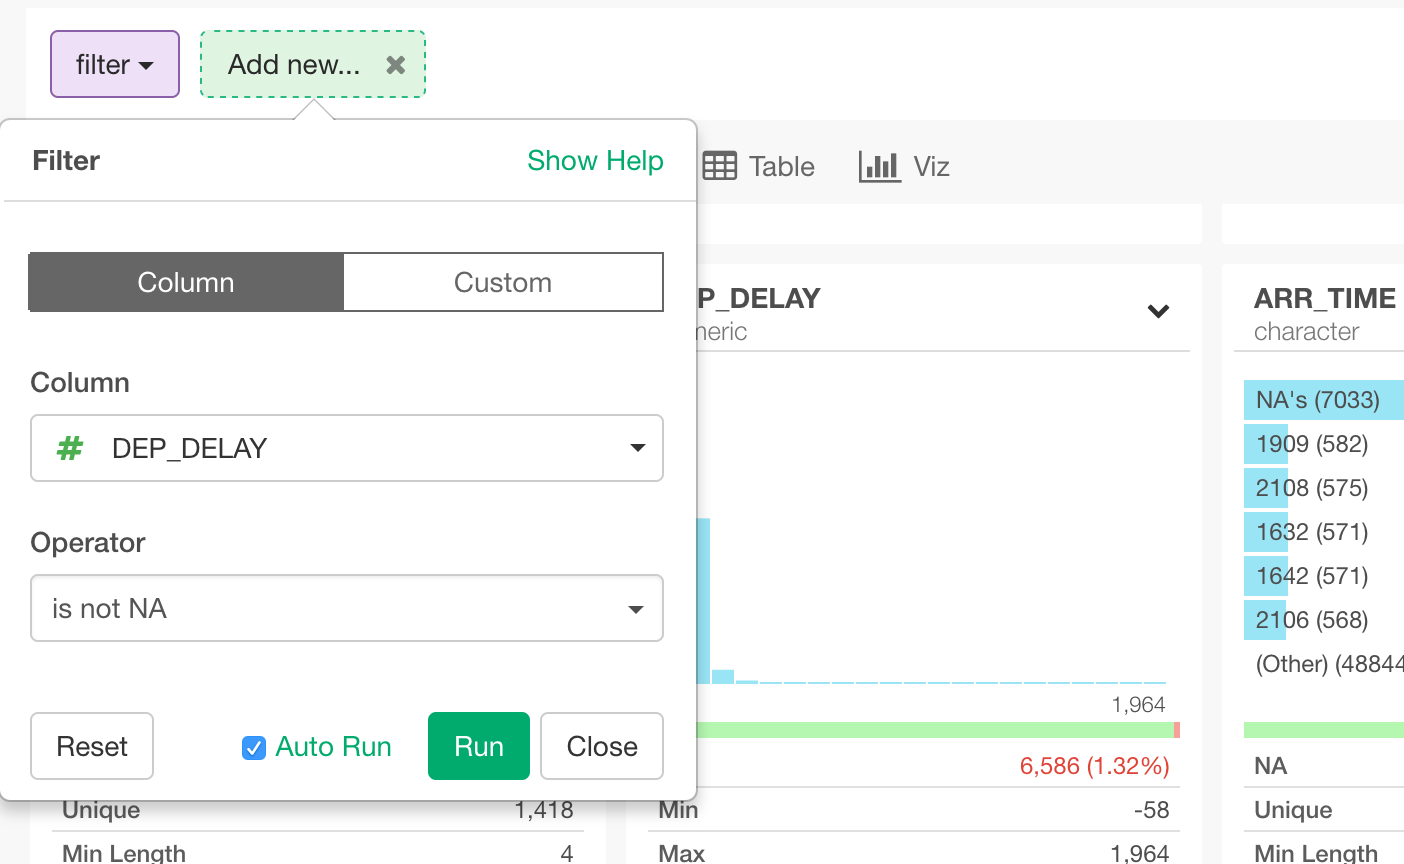 filter
Add new...
Filter
Show Help
Table
Viz
Column
Custom
P_DELAY
ARR_TIME
meric
character
Column
# DEP_DELAY
NA's (7033)
1909 (582)
2108 (575)
1632 (571)
1642 (571)
2106 (568)
(Other) (48844
Operator
is not NA
1,964
Reset
Auto Run
Run
Close
6,586 (1.32%)
NA
Unique
1,418
Min
-58
Unique
Min Length
4
Max
1,964
Min Length